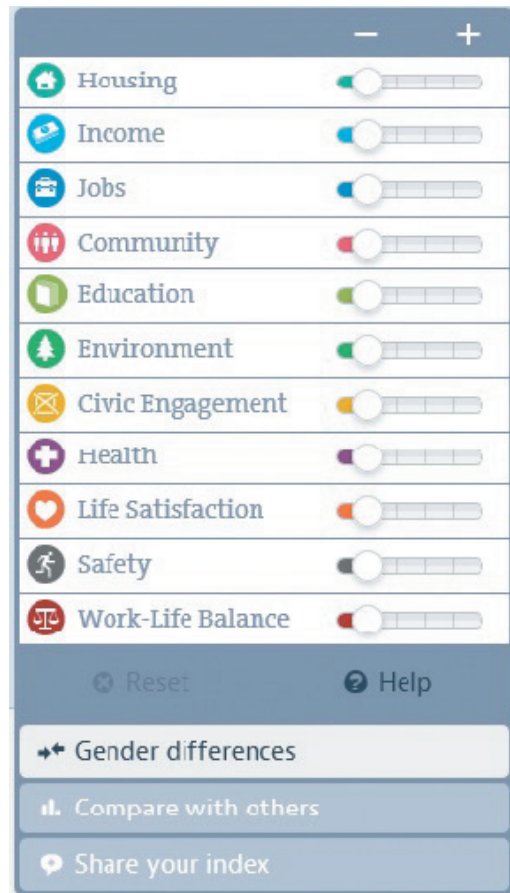 − +
Housing
Income
Jobs
Community
Education
Environment
Civic Engagement
Health
Life Satisfaction
Safety
Work-Life Balance
Reset ? Help
Gender differences
Compare with others
Share your index